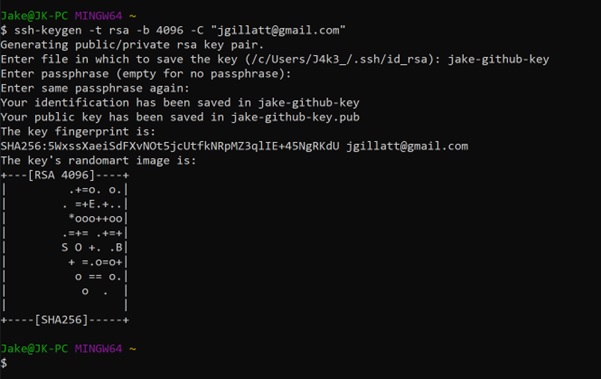 Jake@JK-PC MINGW64 ~
$ ssh-keygen -t rsa -b 4096 -C "jgillatt@gmail.com"
Generating public/private rsa key pair.
Enter file in which to save the key (/c/Users/J4k3_/.ssh/id_rsa): jake-github-key
Enter passphrase (empty for no passphrase):
Enter same passphrase again:
Your identification has been saved in jake-github-key
Your public key has been saved in jake-github-key.pub
The key fingerprint is:
SHA256:5WxssXaeiSdFXvNOt5jcUtfkNRpMZ3qlIE+45NgRKdU jgillatt@gmail.com
The key's randomart image is:
+---[RSA 4096]----+
|         .+=o. o.|
|        . =+E.+..|
|         *ooo++oo|
|        .=+= .+=+|
|        S O +. .B|
|         + =.o=o+|
|          o == o.|
|           o  .  |
|                 |
+----[SHA256]-----+
Jake@JK-PC MINGW64 ~
$